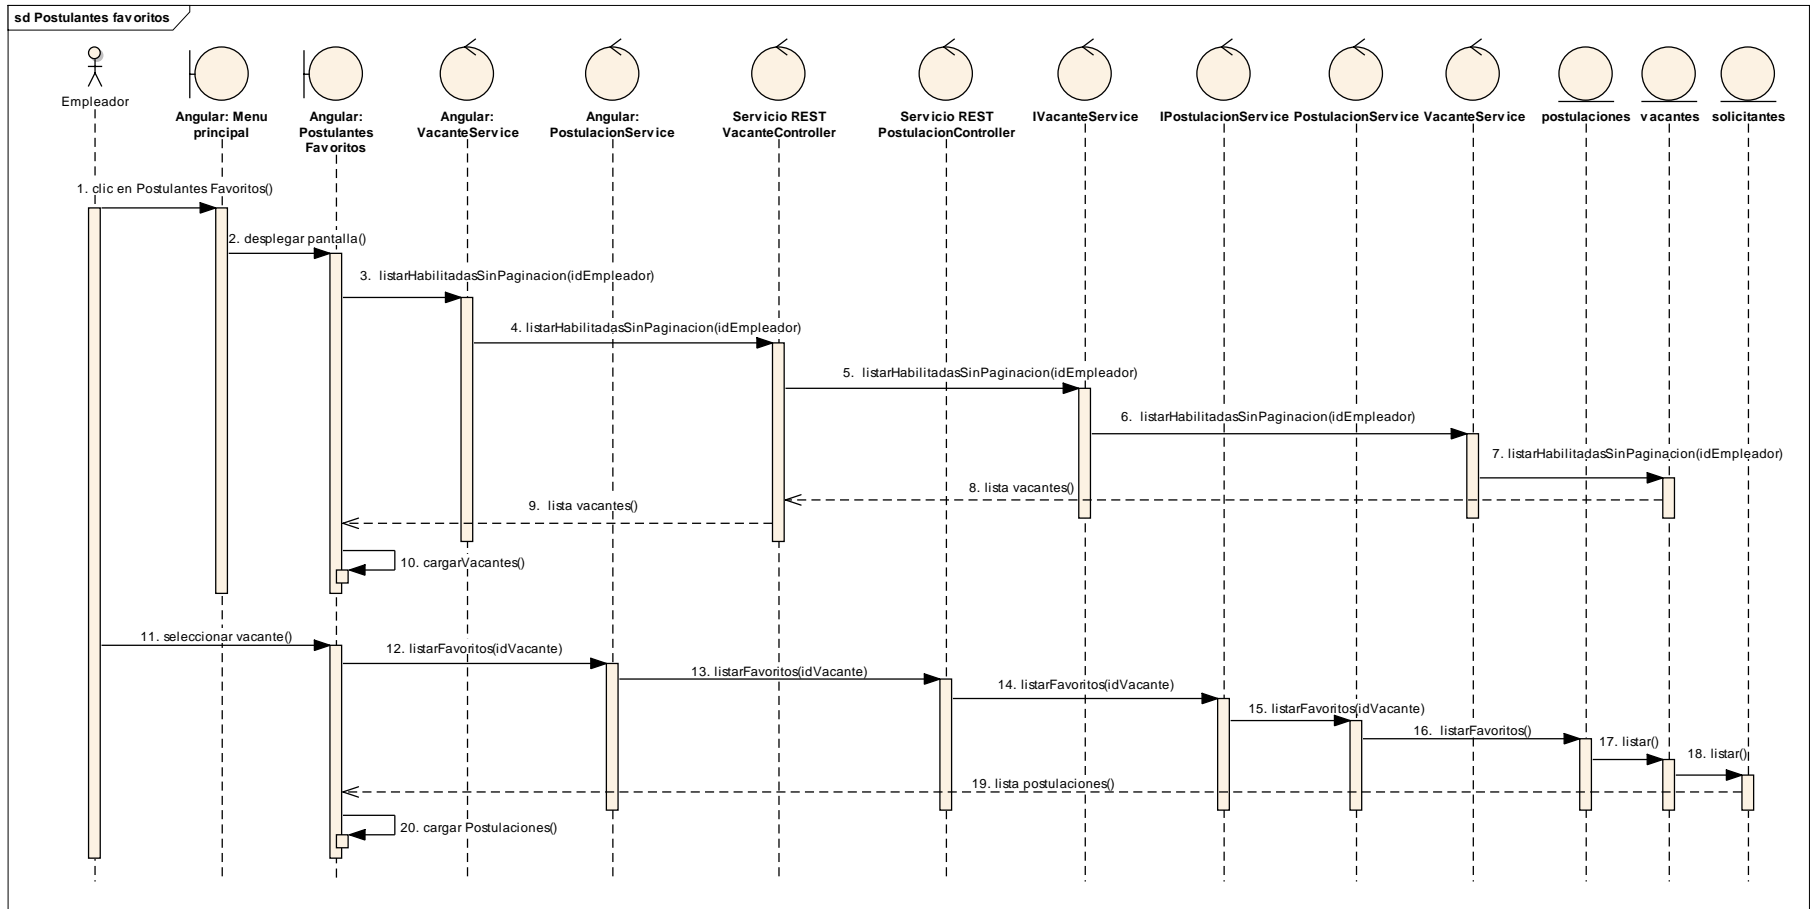 sd Postulantes favoritos
Empleador
Angular: Menu
principal
Angular:
Postulantes
Favoritos
Angular:
VacanteService
Angular:
PostulacionService
Servicio REST
VacanteController
Servicio REST
PostulacionController
IVacanteService
IPostulacionService
PostulacionService
VacanteService
postulaciones
vacantes
solicitantes
1. clic en Postulantes Favoritos()
2. desplegar pantalla()
3. listarHabilitadasSinPaginacion(idEmpleador)
4. listarHabilitadasSinPaginacion(idEmpleador)
5. listarHabilitadasSinPaginacion(idEmpleador)
6. listarHabilitadasSinPaginacion(idEmpleador)
7. listarHabilitadasSinPaginacion(idEmpleador)
8. lista vacantes()
9. lista vacantes()
10. cargarVacantes()
11. seleccionar vacante()
12. listarFavoritos(idVacante)
13. listarFavoritos(idVacante)
14. listarFavoritos(idVacante)
15. listarFavoritos(idVacante)
16. listarFavoritos()
17. listar()
18. listar()
19. lista postulaciones()
20. cargar Postulaciones()